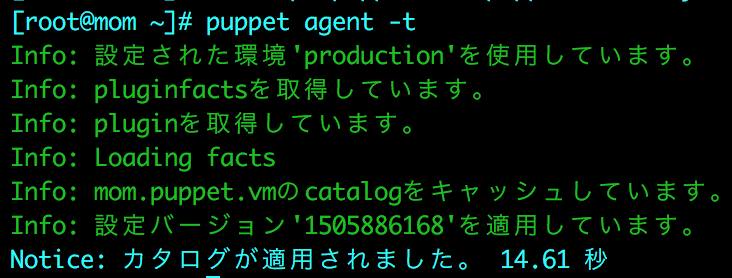 [root@mom ~]# puppet agent -t
Info: 設定された環境'production'を使用しています。
Info: pluginfactsを取得しています。
Info: pluginを取得しています。
Info: Loading facts
Info: mom.puppet.vmのcatalogをキャッシュしています。
Info: 設定バージョン'1505886168'を適用しています。
Notice: カタログが適用されました。 14.61 秒